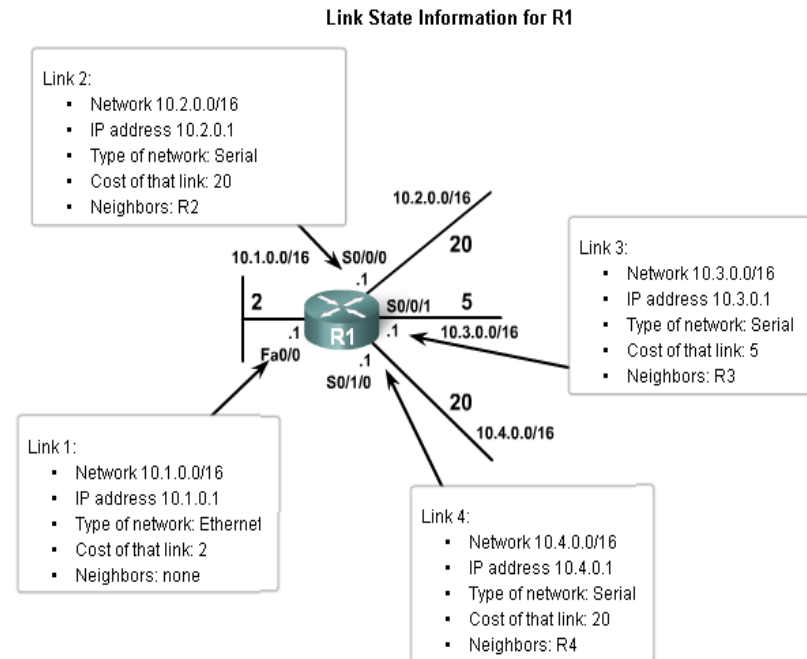 Link State Information for R1
Link 2:
▪ Network 10.2.0.0/16
▪ IP address 10.2.0.1
▪ Type of network: Serial
▪ Cost of that link: 20
▪ Neighbors: R2
10.2.0.0/16
20
10.1.0.0/16
S0/0/0
.1
2
S0/0/1
5
.1
R1
.1
10.3.0.0/16
Fa0/0
.1
S0/1/0
20
10.4.0.0/16
Link 3:
▪ Network 10.3.0.0/16
▪ IP address 10.3.0.1
▪ Type of network: Serial
▪ Cost of that link: 5
▪ Neighbors: R3
Link 1:
▪ Network 10.1.0.0/16
▪ IP address 10.1.0.1
▪ Type of network: Ethernet
▪ Cost of that link: 2
▪ Neighbors: none
Link 4:
▪ Network 10.4.0.0/16
▪ IP address 10.4.0.1
▪ Type of network: Serial
▪ Cost of that link: 20
▪ Neighbors: R4